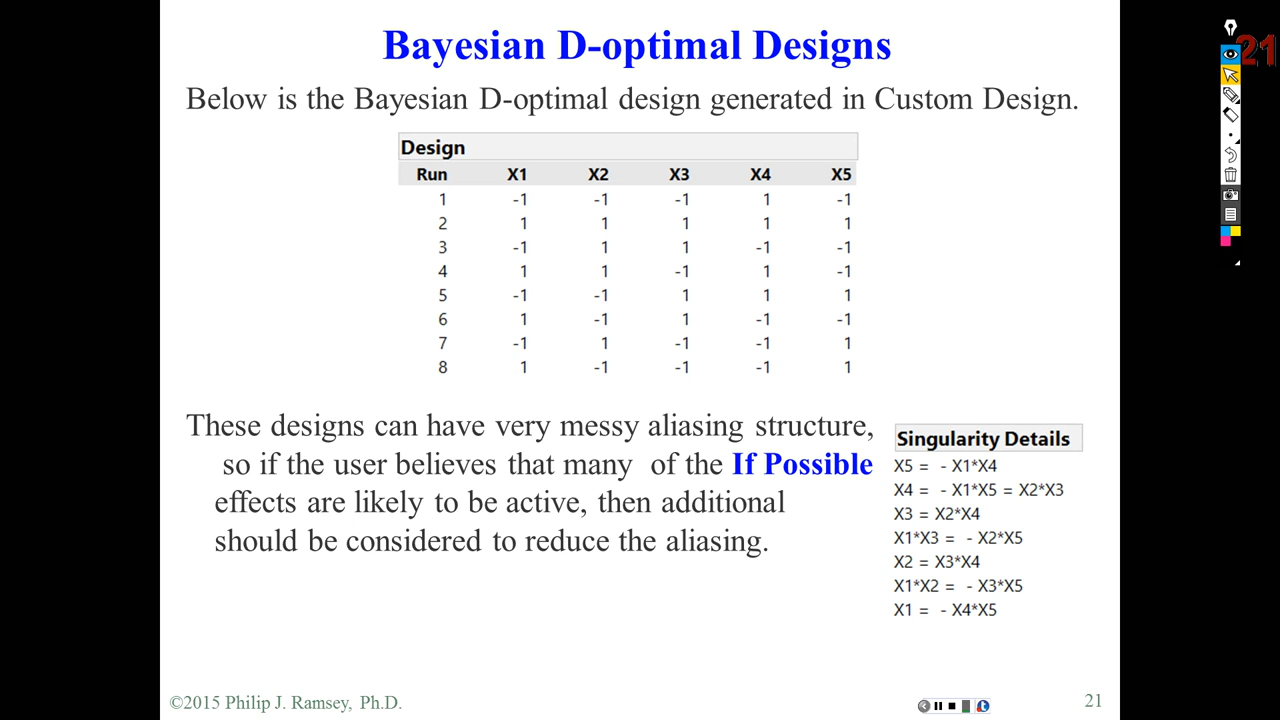 Bayesian D-optimal Designs
21
Below is the Bayesian D-optimal design generated in Custom Design.
Design
Run X1 X2 X3 X4 X5
1 -1 -1 -1 1 -1
2 1 1 1 1 1
3 -1 1 1 -1 -1
4 1 1 -1 1 -1
5 -1 -1 1 1 1
6 1 -1 1 -1 -1
7 -1 1 -1 -1 1
8 1 -1 -1 -1 1
These designs can have very messy aliasing structure,
so if the user believes that many of the If Possible
effects are likely to be active, then additional
should be considered to reduce the aliasing.
Singularity Details
X5 = - X1*X4
X4 = - X1*X5 = X2*X3
X3 = X2*X4
X1*X3 = - X2*X5
X2 = X3*X4
X1*X2 = - X3*X5
X1 = - X4*X5
©2015 Philip J. Ramsey, Ph.D.
21